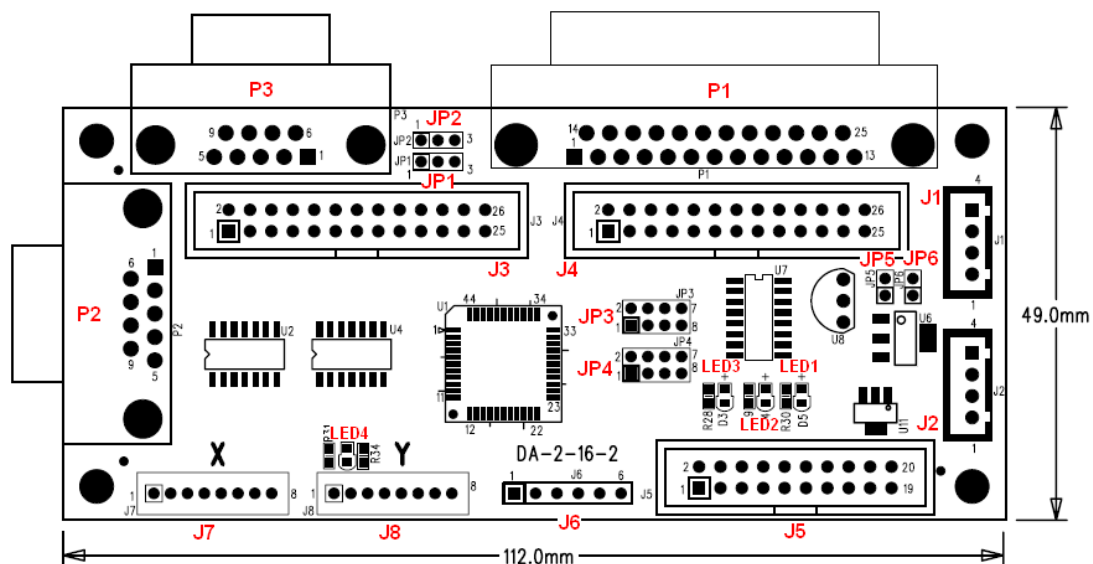 P3
P1
P3
JP2
1
JP2
3
JP1
1
3
JP1
9
6
5
1
14
25
1
13
P1
J1
4
J1
1
2
26
1
25
J3
J3
J4
2
26
1
25
J4
JP5
JP6
JP5
JP6
P2
6
1
9
5
P2
U2
U4
U1
44
34
1
33
11
23
12
22
JP3
JP3
7
1
8
JP4
JP4
2
7
1
8
U7
U8
U6
49.0mm
LED3
LED1
R28
D3
LED2
R30
D5
U11
J2
4
J2
1
X
LED4
R31
R34
Y
DA-2-16-2
1
8
J7
J7
1
8
J8
J8
1
J6
6
J6
J5
2
20
1
19
J5
112.0mm